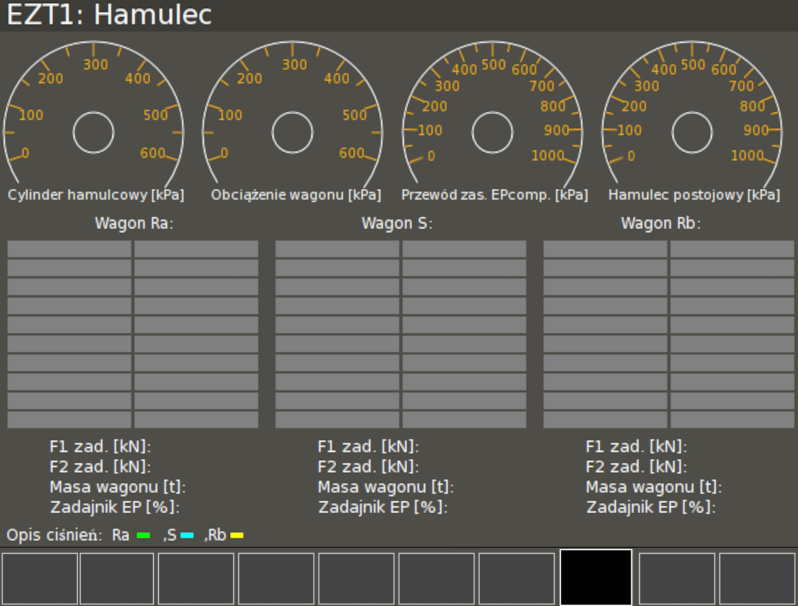 EZT1: Hamulec
300 300 500 500
200 400 200 400 400 600 400 600
300 700 300 700
100 500 100 500 200 800 200 800
100 900 100 900
0 600 0 600 0 1000 0 1000
Cylinder hamulcowy [kPa] Obciążenie wagonu [kPa] Przewód zas. EPcomp. [kPa] Hamulec postojowy [kPa]
Wagon Ra: Wagon S: Wagon Rb:
F1 zad. [kN]: F1 zad. [kN]: F1 zad. [kN]:
F2 zad. [kN]: F2 zad. [kN]: F2 zad. [kN]:
Masa wagonu [t]: Masa wagonu [t]: Masa wagonu [t]:
Zadajnik EP [%]: Zadajnik EP [%]: Zadajnik EP [%]:
Opis ciśnień: Ra ,S ,Rb